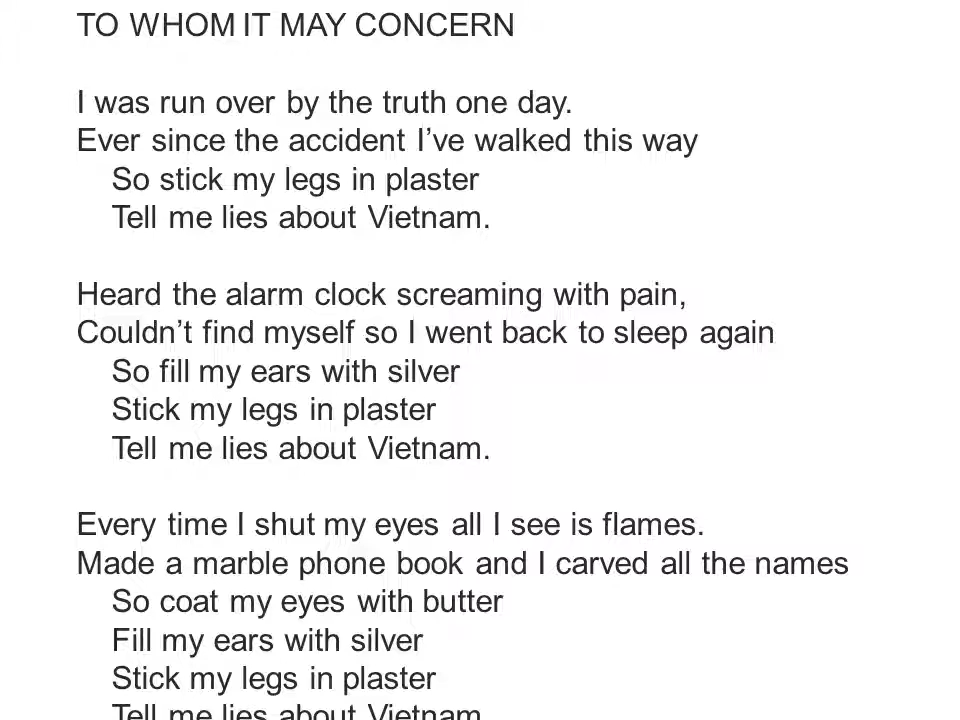 TO WHOM IT MAY CONCERN
I was run over by the truth one day.
Ever since the accident I’ve walked this way
So stick my legs in plaster
Tell me lies about Vietnam.
Heard the alarm clock screaming with pain,
Couldn’t find myself so I went back to sleep again
So fill my ears with silver
Stick my legs in plaster
Tell me lies about Vietnam.
Every time I shut my eyes all I see is flames.
Made a marble phone book and I carved all the names
So coat my eyes with butter
Fill my ears with silver
Stick my legs in plaster
Tell me lies about Vietnam